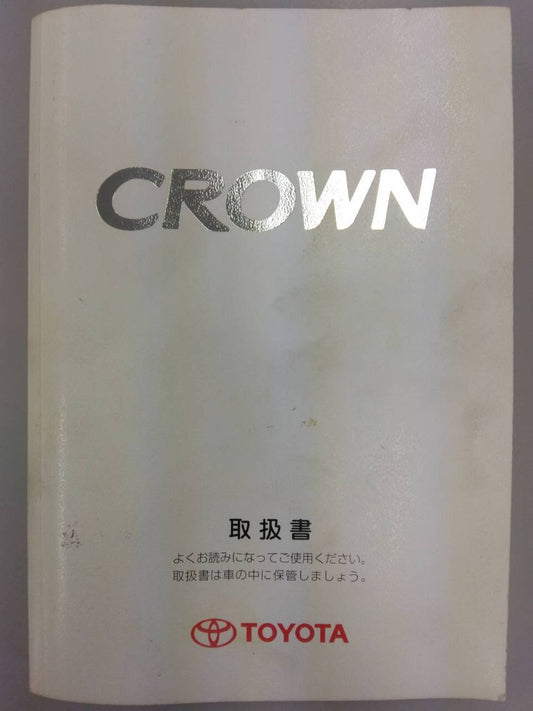 CROWN
取扱書
よくお読みになってご使用ください。
取扱書は車の中に保管しましょう。
TOYOTA